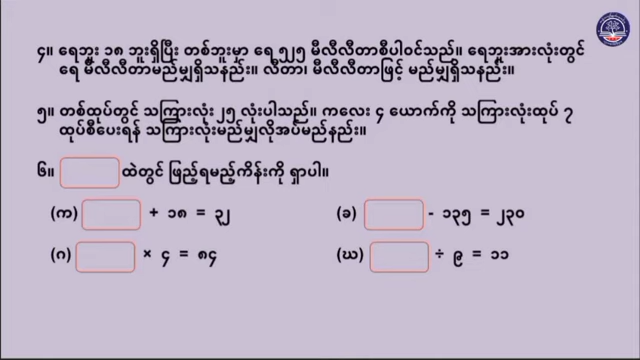 ၄။ ရေဘူး ၁၈ ဘူးရှိပြီး တစ်ဘူးမှာ ရေ ၅၂၅ မီလီလီတာစီပါဝင်သည်။ ရေဘူးအားလုံးတွင်
ရေ မီလီလီတာမည်မျှရှိသနည်း။ လီတာ၊ မီလီလီတာဖြင့် မည်မျှရှိသနည်း။
၅။ တစ်ထုပ်တွင် သကြားလုံး ၂၅ လုံးပါသည်။ ကလေး ၄ ယောက်ကို သကြားလုံးထုပ် ၇
ထုပ်စီပေးရန် သကြားလုံးမည်မျှလိုအပ်မည်နည်း။
၆။ ထဲတွင် ဖြည့်ရမည့်ကိန်းကို ရှာပါ။
(က) + ၁၈ = ၃၂ (ခ) - ၁၃၅ = ၂၃၀
(ဂ) × ၄ = ၈၄ (ဃ) ÷ ၉ = ၁၁